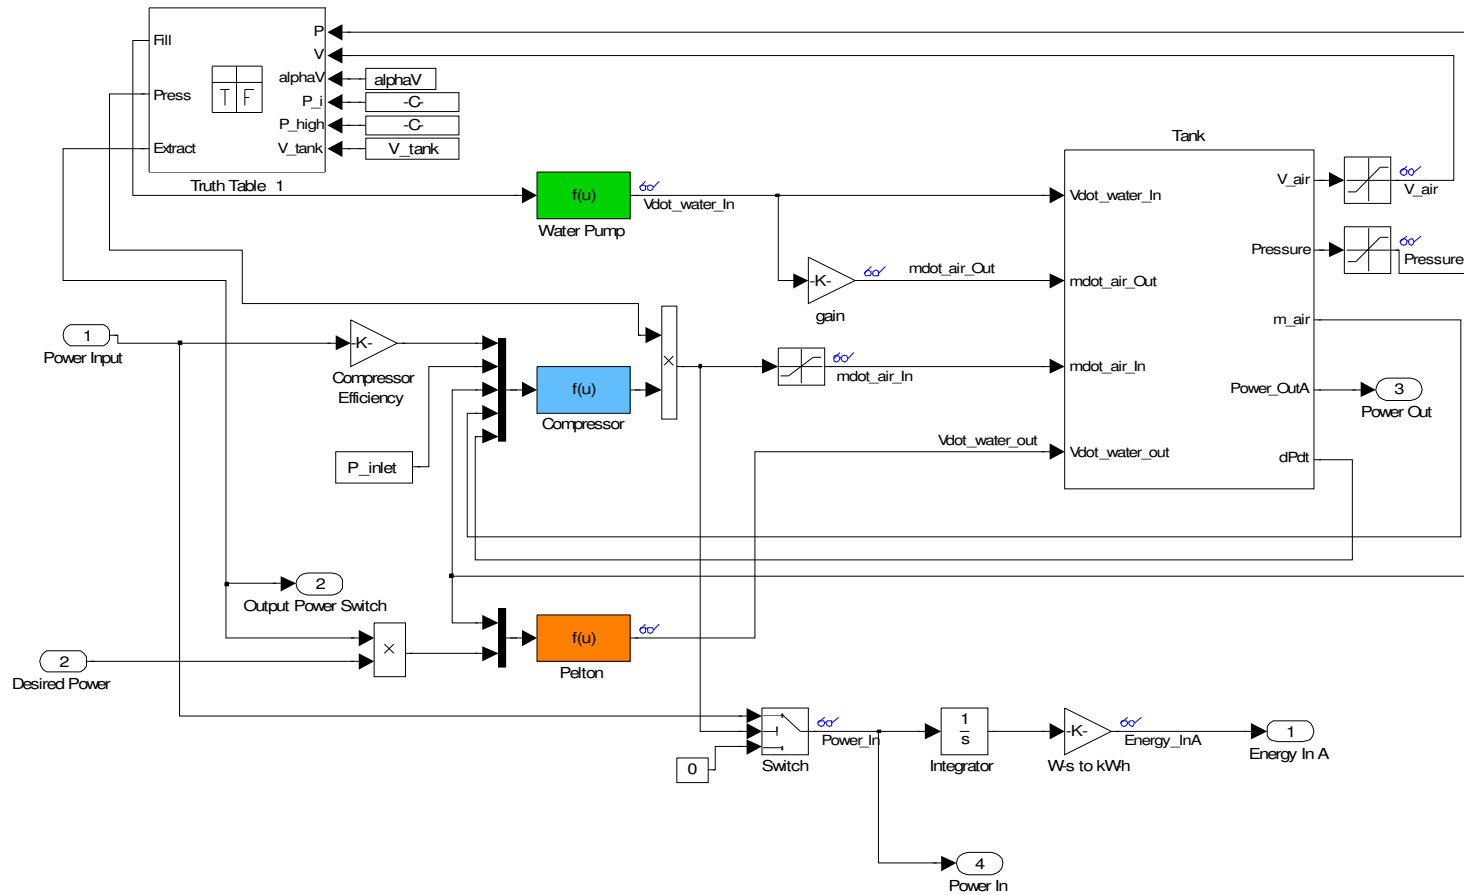 P
Fill
V
alphaV
alphaV
Press
P_i
-C-
T F
P_high
-C-
Extract
V_tank
V_tank
Truth Table 1
Tank
V_air
V_air
f(u)
Vdot_water_In
Vdot_water_In
Water Pump
Pressure
Pressure
mdot_air_Out
-K-
mdot_air_Out
gain
m_air
1
Power Input
-K-
Compressor
Efficiency
×
mdot_air_In
mdot_air_In
f(u)
Compressor
Power_OutA
3
Power Out
Vdot_water_out
Vdot_water_out
dPdt
P_inlet
2
Output Power Switch
f(u)
Pelton
×
2
Desired Power
Power_In
1
s
-K-
Energy_InA
1
0
Switch
Integrator
W-s to kWh
Energy In A
4
Power In